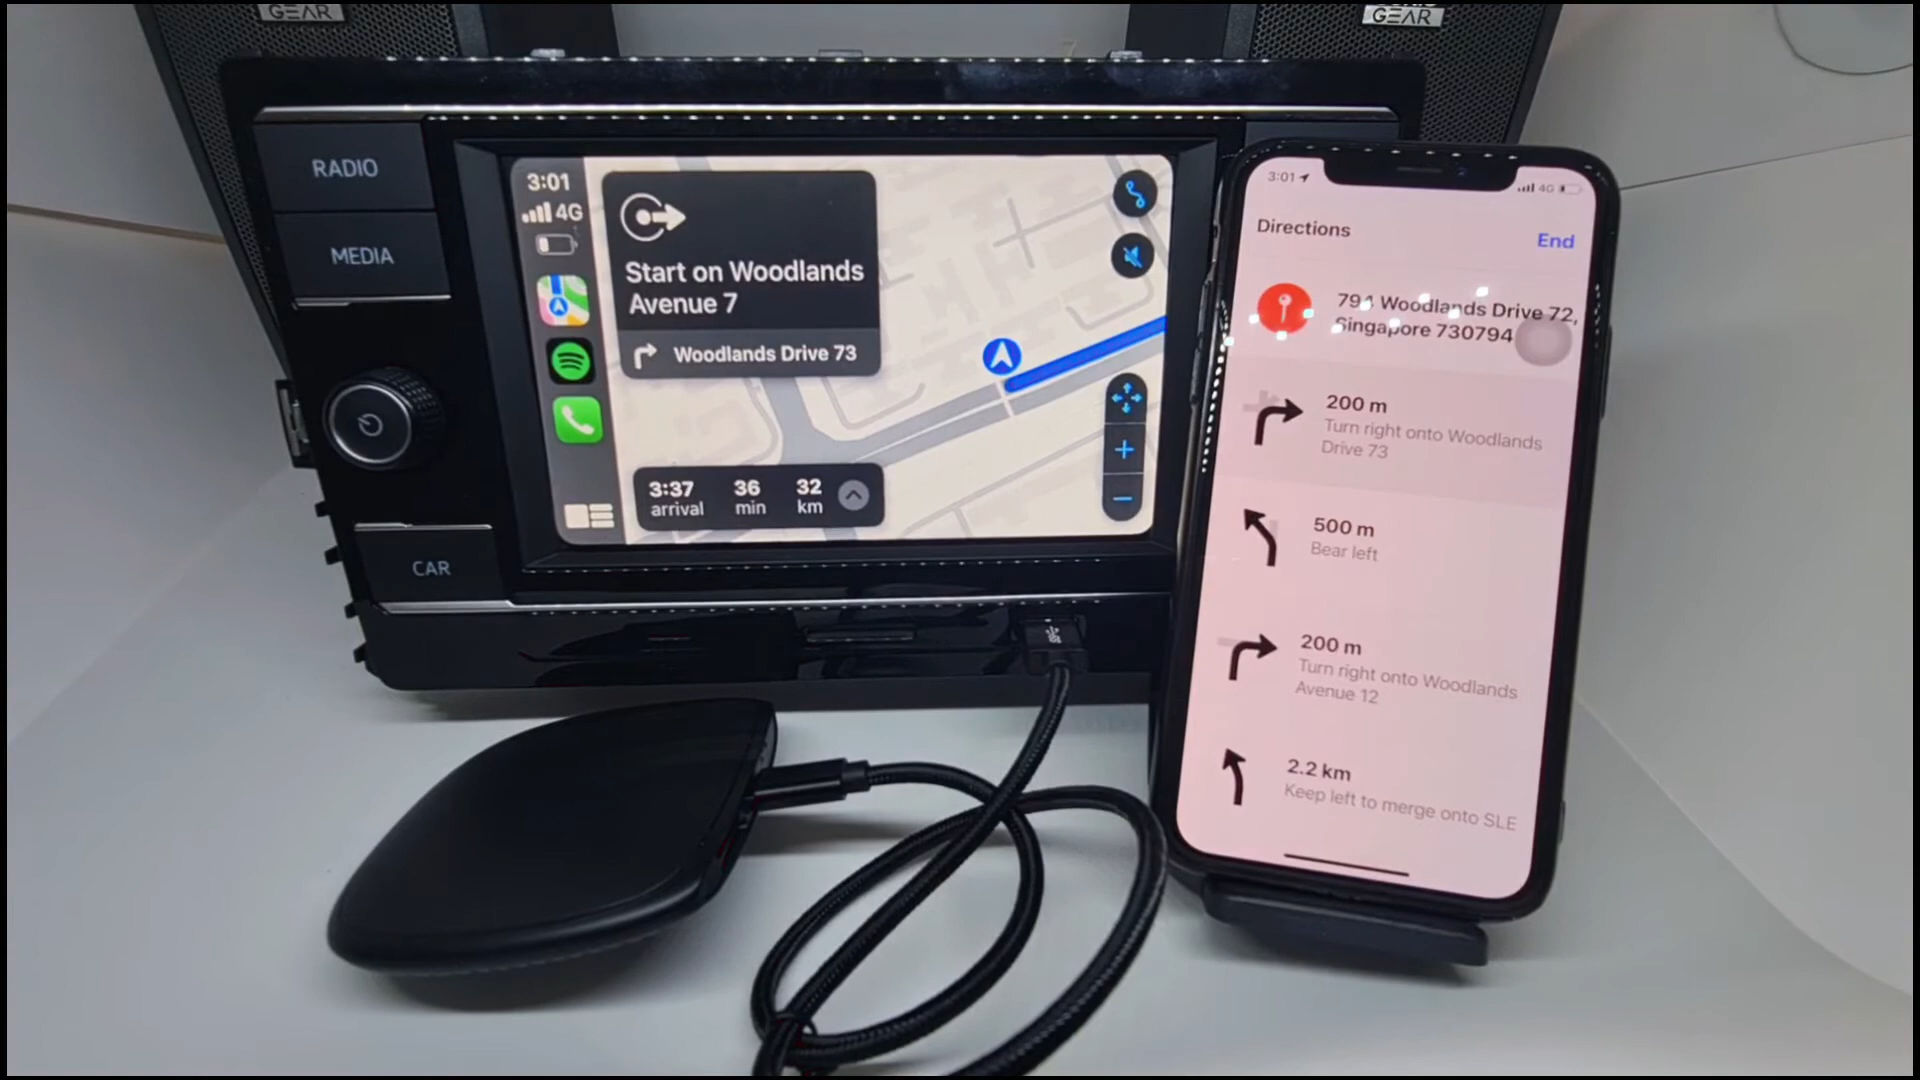 GEAR
GEAR
RADIO
MEDIA
CAR
3:01
4G
Start on Woodlands
Avenue 7
Woodlands Drive 73
3:37
arrival
36
min
32
km
3:01
4G
Directions
End
794 Woodlands Drive 72,
Singapore 730794
200 m
Turn right onto Woodlands
Drive 73
500 m
Bear left
200 m
Turn right onto Woodlands
Avenue 12
2.2 km
Keep left to merge onto SLE